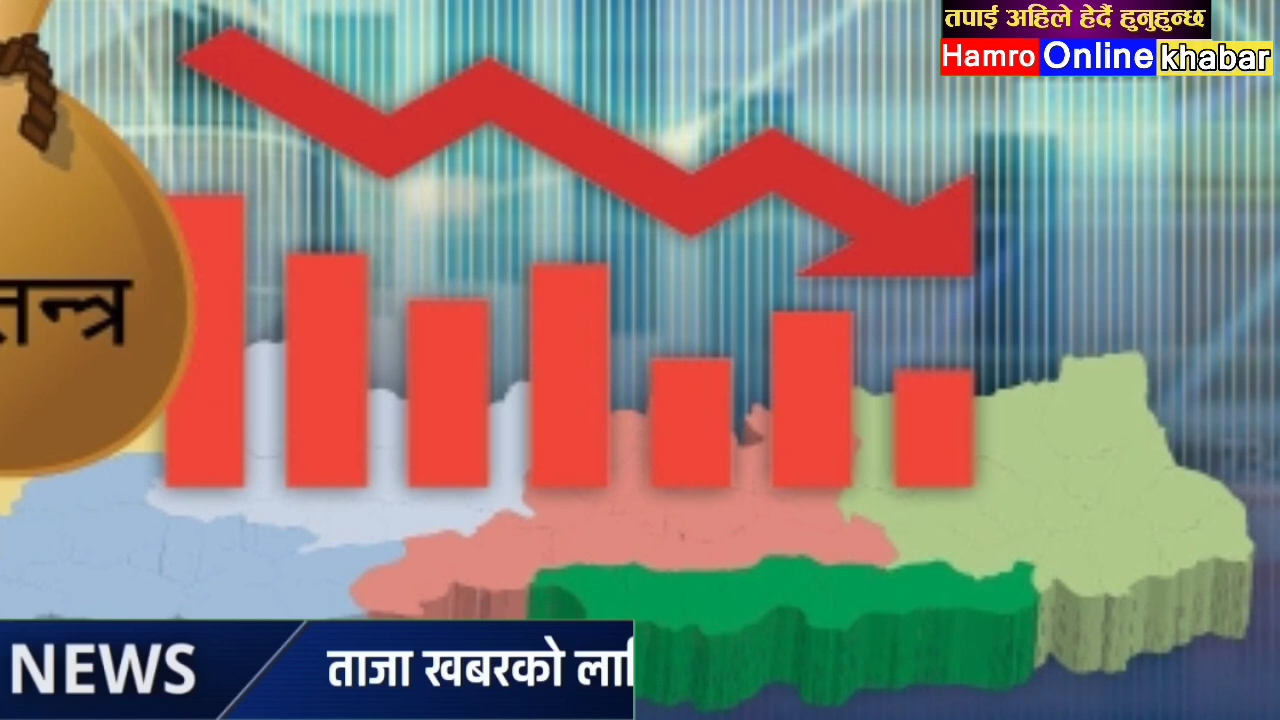 तपाई अहिले हेर्दै हुनुहुन्छ
Hamro Online khabar
तन्त्र
NEWS
ताजा खबरको